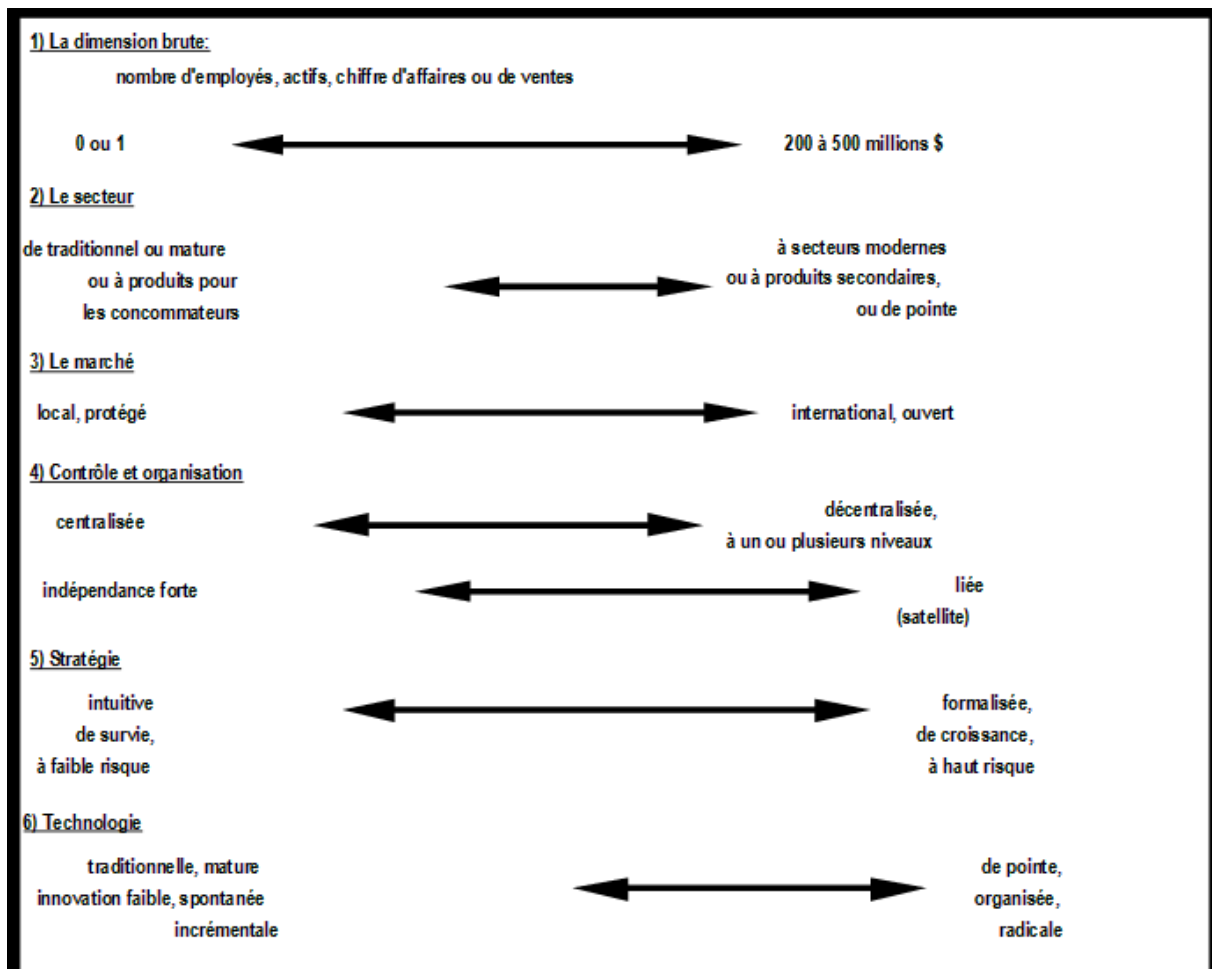 1) La dimension brute:
nombre d'employés, actifs, chiffre d'affaires ou de ventes
0 ou 1
200 à 500 millions $
2) Le secteur
de traditionnel ou mature
ou à produits pour
les concommateurs
à secteurs modernes
ou à produits secondaires,
ou de pointe
3) Le marché
local, protégé
international, ouvert
4) Contrôle et organisation
centralisée
décentralisée,
à un ou plusieurs niveaux
indépendance forte
liée
(satellite)
5) Stratégie
intuitive
de survie,
à faible risque
formalisée,
de croissance,
à haut risque
6) Technologie
traditionnelle, mature
innovation faible, spontanée
incrémentale
de pointe,
organisée,
radicale